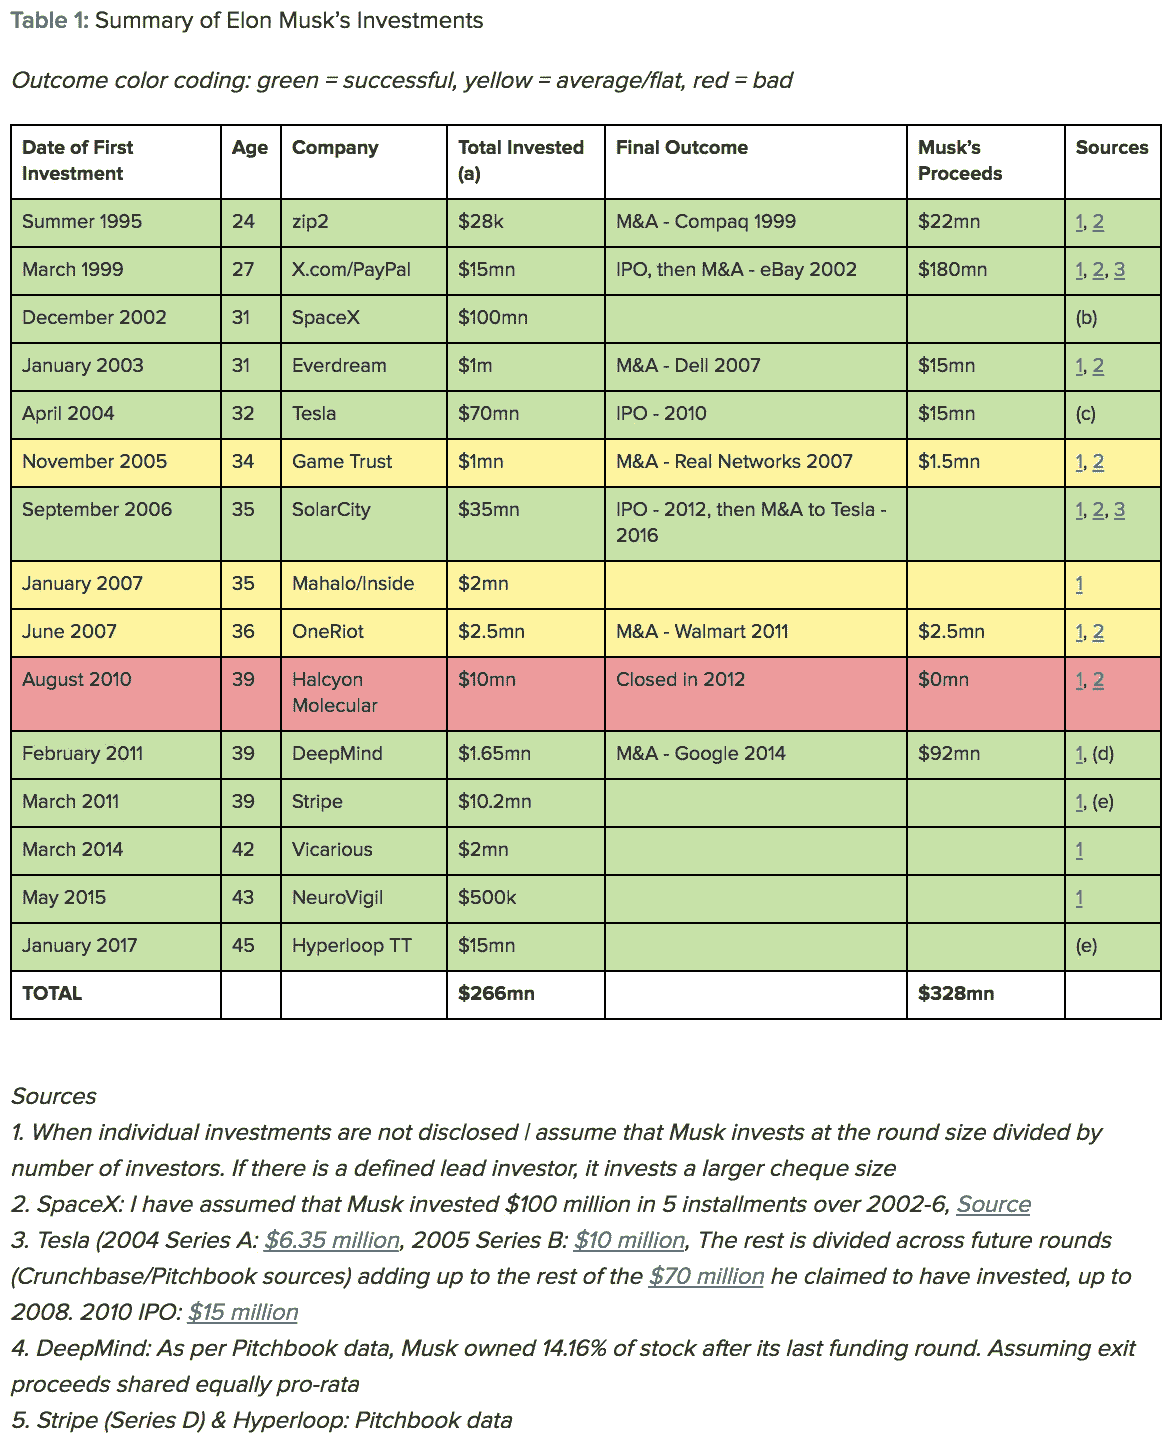 Table 1: Summary of Elon Musk's Investments
Outcome color coding: green = successful, yellow = average/flat, red = bad
Date of First Investment Age Company Total Invested (a) Final Outcome Musk's Proceeds Sources
Summer 1995 24 zip2 $28k M&A - Compaq 1999 $22mn 1, 2
March 1999 27 X.com/PayPal $15mn IPO, then M&A - eBay 2002 $180mn 1, 2, 3
December 2002 31 SpaceX $100mn (b)
January 2003 31 Everdream $1m M&A - Dell 2007 $15mn 1, 2
April 2004 32 Tesla $70mn IPO - 2010 $15mn (c)
November 2005 34 Game Trust $1mn M&A - Real Networks 2007 $1.5mn 1, 2
September 2006 35 SolarCity $35mn IPO - 2012, then M&A to Tesla - 2016 1, 2, 3
January 2007 35 Mahalo/Inside $2mn 1
June 2007 36 OneRiot $2.5mn M&A - Walmart 2011 $2.5mn 1, 2
August 2010 39 Halcyon Molecular $10mn Closed in 2012 $0mn 1, 2
February 2011 39 DeepMind $1.65mn M&A - Google 2014 $92mn 1, (d)
March 2011 39 Stripe $10.2mn 1, (e)
March 2014 42 Vicarious $2mn 1
May 2015 43 NeuroVigil $500k 1
January 2017 45 Hyperloop TT $15mn (e)
TOTAL $266mn $328mn
Sources
1. When individual investments are not disclosed I assume that Musk invests at the round size divided by
number of investors. If there is a defined lead investor, it invests a larger cheque size
2. SpaceX: I have assumed that Musk invested $100 million in 5 installments over 2002-6, Source
3. Tesla (2004 Series A: $6.35 million, 2005 Series B: $10 million, The rest is divided across future rounds
(Crunchbase/Pitchbook sources) adding up to the rest of the $70 million he claimed to have invested, up to
2008. 2010 IPO: $15 million
4. DeepMind: As per Pitchbook data, Musk owned 14.16% of stock after its last funding round. Assuming exit
proceeds shared equally pro-rata
5. Stripe (Series D) & Hyperloop: Pitchbook data